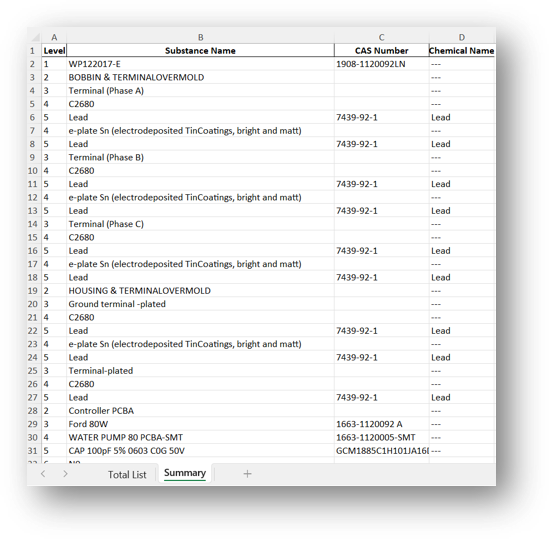 A B C D
1 Level Substance Name CAS Number Chemical Name
2 1 WP122017-E 1908-1120092LN ---
3 2 BOBBIN & TERMINALOVERMOLD ---
4 3 Terminal (Phase A) ---
5 4 C2680 ---
6 5 Lead 7439-92-1 Lead
7 4 e-plate Sn (electrodeposited TinCoatings, bright and matt) ---
8 5 Lead 7439-92-1 Lead
9 3 Terminal (Phase B) ---
10 4 C2680 ---
11 5 Lead 7439-92-1 Lead
12 4 e-plate Sn (electrodeposited TinCoatings, bright and matt) ---
13 5 Lead 7439-92-1 Lead
14 3 Terminal (Phase C) ---
15 4 C2680 ---
16 5 Lead 7439-92-1 Lead
17 4 e-plate Sn (electrodeposited TinCoatings, bright and matt) ---
18 5 Lead 7439-92-1 Lead
19 2 HOUSING & TERMINALOVERMOLD ---
20 3 Ground terminal -plated ---
21 4 C2680 ---
22 5 Lead 7439-92-1 Lead
23 4 e-plate Sn (electrodeposited TinCoatings, bright and matt) ---
24 5 Lead 7439-92-1 Lead
25 3 Terminal-plated ---
26 4 C2680 ---
27 5 Lead 7439-92-1 Lead
28 2 Controller PCBA ---
29 3 Ford 80W 1663-1120092 A ---
30 4 WATER PUMP 80 PCBA-SMT 1663-1120005-SMT ---
31 5 CAP 100pF 5% 0603 C0G 50V GCM1885C1H101JA16 ---
Total List Summary +